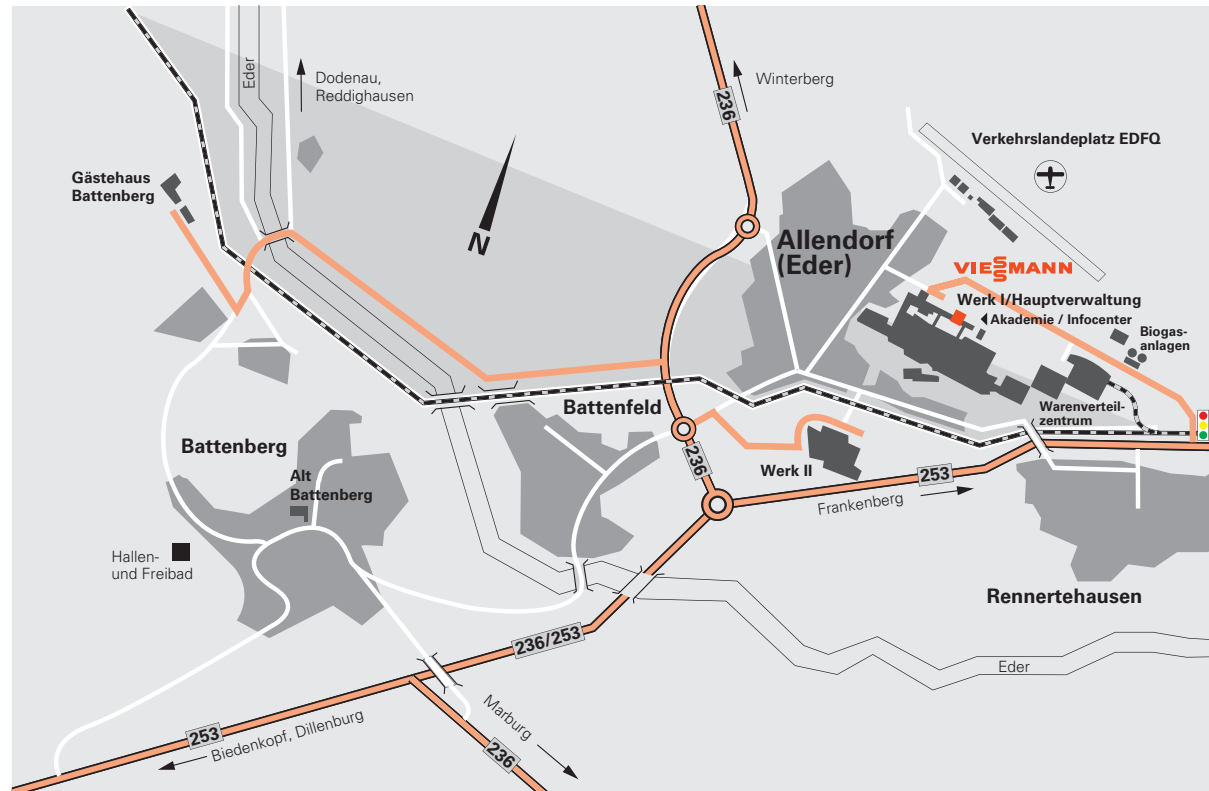 Eder
Dodenau,
Reddighausen
236
Winterberg
Verkehrslandeplatz EDFQ
Gästehaus
Battenberg
N
Allendorf
(Eder)
VIESSMANN
Werk I/Hauptverwaltung
Akademie / Infocenter
Biogas-
anlagen
Battenfeld
Warenverteil-
zentrum
Battenberg
236
Werk II
253
Frankenberg
Alt
Battenberg
Hallen-
und Freibad
Rennertehausen
236/253
Eder
253
Biedenkopf, Dillenburg
Marburg
236